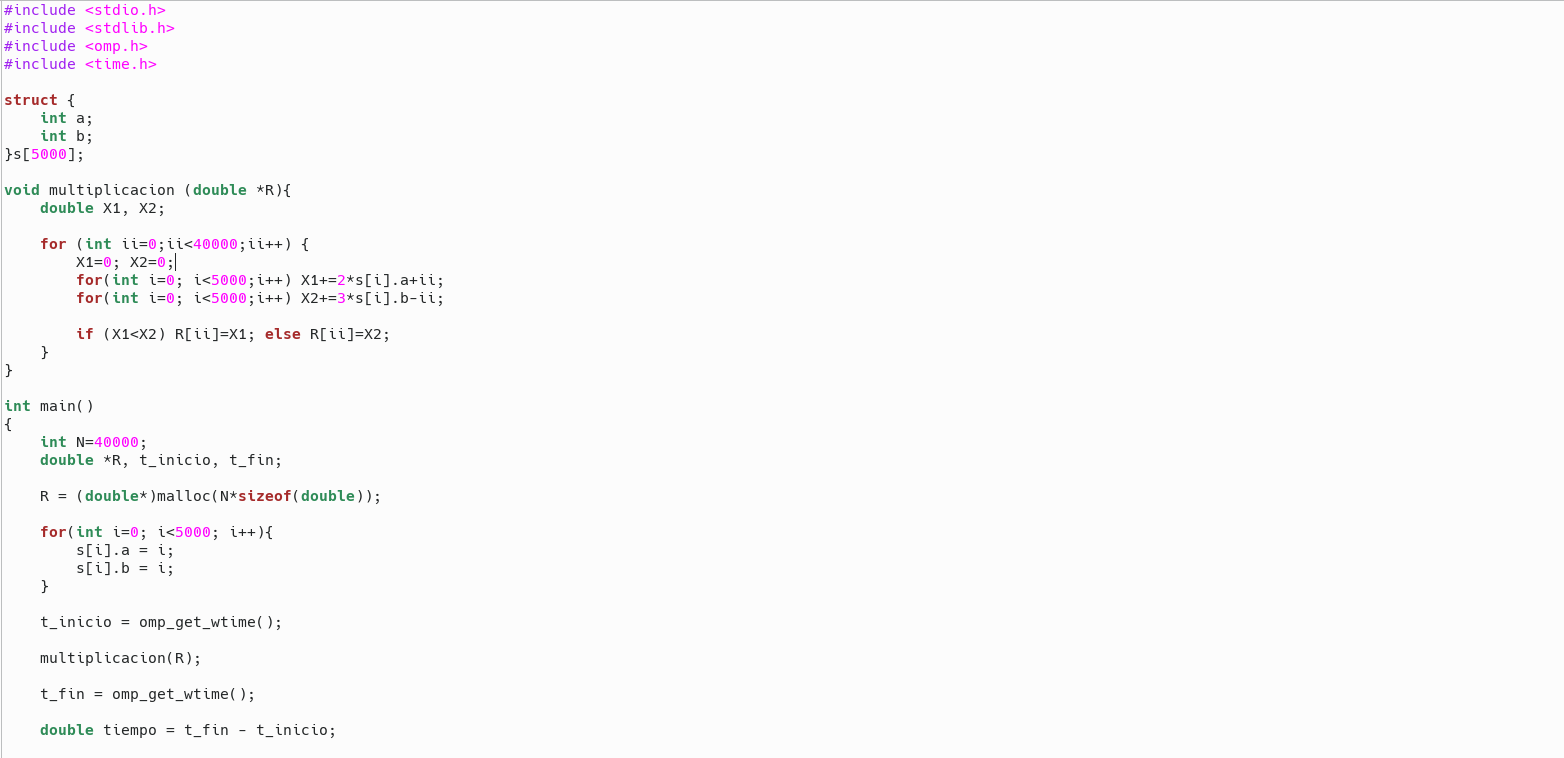 #include <stdio.h>
#include <stdlib.h>
#include <omp.h>
#include <time.h>

struct {
    int a;
    int b;
}s[5000];

void multiplicacion (double *R){
    double X1, X2;

    for (int ii=0;ii<40000;ii++) {
        X1=0; X2=0;
        for(int i=0; i<5000;i++) X1+=2*s[i].a+ii;
        for(int i=0; i<5000;i++) X2+=3*s[i].b-ii;

        if (X1<X2) R[ii]=X1; else R[ii]=X2;
    }
}

int main()
{
    int N=40000;
    double *R, t_inicio, t_fin;

    R = (double*)malloc(N*sizeof(double));

    for(int i=0; i<5000; i++){
        s[i].a = i;
        s[i].b = i;
    }

    t_inicio = omp_get_wtime();

    multiplicacion(R);

    t_fin = omp_get_wtime();

    double tiempo = t_fin - t_inicio;